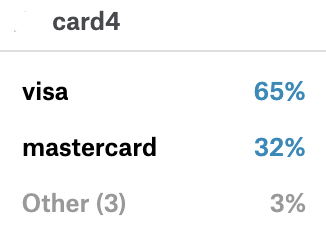 card4
visa 65%
mastercard 32%
Other (3) 3%